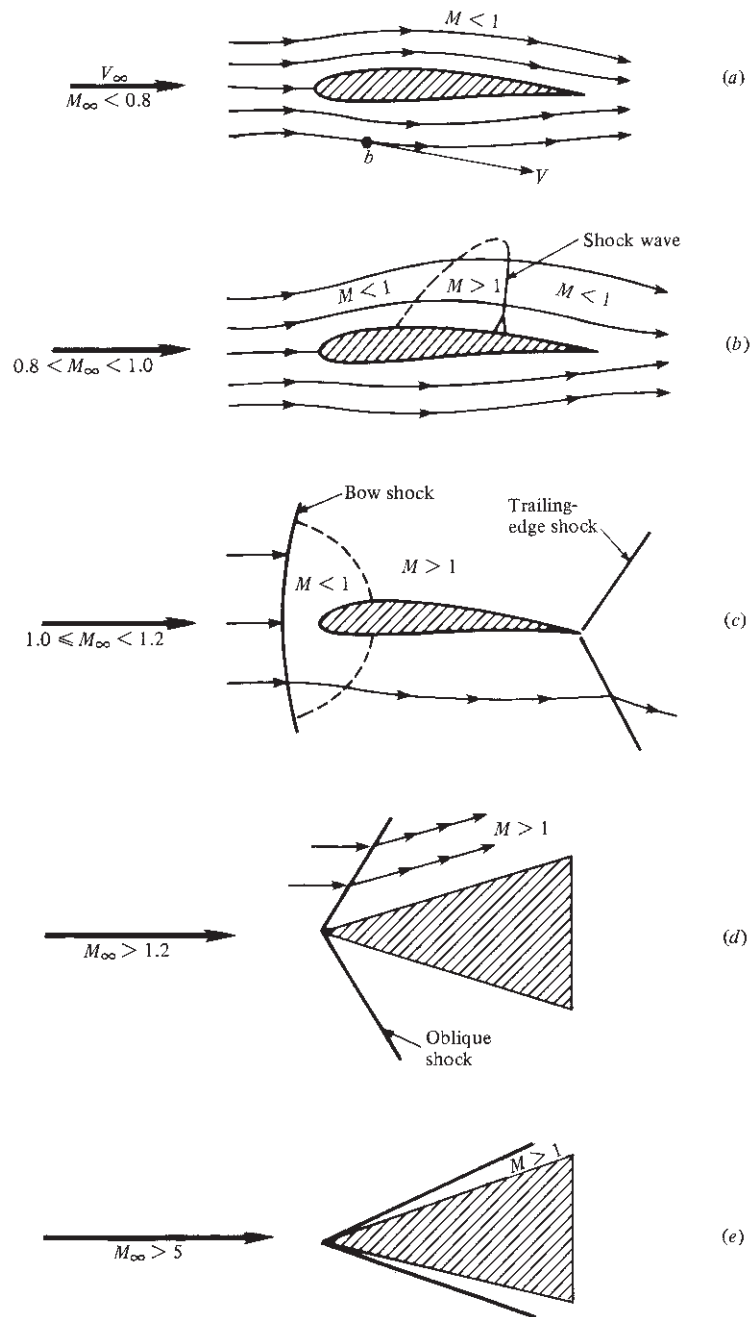 M < 1
V∞
M∞ < 0.8
(a)
b
V
Shock wave
M < 1
M > 1
M < 1
0.8 < M∞ < 1.0
(b)
Bow shock
Trailing-
edge shock
M < 1
M > 1
1.0 ⩽ M∞ < 1.2
(c)
M > 1
M∞ > 1.2
(d)
Oblique
shock
M > 1
M∞ > 5
(e)